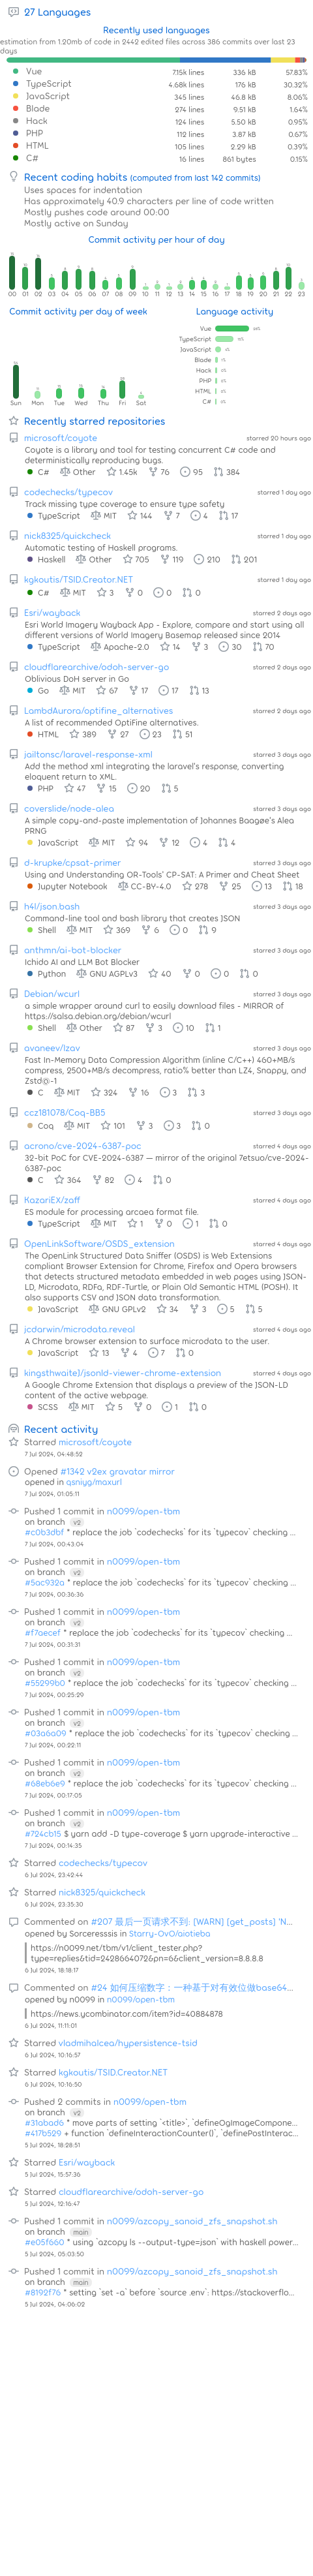 27 Languages
Recently used languages
estimation from 1.20mb of code in 2442 edited files across 386 commits over last 23
days
Vue 7.15k lines 336 kB 57.83%
TypeScript 4.68k lines 176 kB 30.32%
JavaScript 345 lines 46.8 kB 8.06%
Blade 274 lines 9.51 kB 1.64%
Hack 124 lines 5.50 kB 0.95%
PHP 112 lines 3.87 kB 0.67%
HTML 105 lines 2.29 kB 0.39%
C# 16 lines 861 bytes 0.15%
Recent coding habits (computed from last 142 commits)
Uses spaces for indentation
Has approximately 40.9 characters per line of code written
Mostly pushes code around 00:00
Mostly active on Sunday
Commit activity per hour of day
00 01 02 03 04 05 06 07 08 09 10 11 12 13 14 15 16 17 18 19 20 21 22 23
Commit activity per day of week
Sun Mon Tue Wed Thu Fri Sat
Language activity
Vue
TypeScript
JavaScript
Blade
Hack
PHP
HTML
C#
Recently starred repositories
microsoft/coyote starred 20 hours ago
Coyote is a library and tool for testing concurrent C# code and
deterministically reproducing bugs.
C# Other 1.45k 76 95 384
codechecks/typecov starred 1 day ago
Track missing type coverage to ensure type safety
TypeScript MIT 144 7 4 17
nick8325/quickcheck starred 1 day ago
Automatic testing of Haskell programs.
Haskell Other 705 119 210 201
kgkoutis/TSID.Creator.NET starred 1 day ago
C# MIT 3 0 0 0
Esri/wayback starred 2 days ago
Esri World Imagery Wayback App - Explore, compare and start using all
different versions of World Imagery Basemap released since 2014
TypeScript Apache-2.0 14 3 30 70
cloudflarearchive/odoh-server-go starred 2 days ago
Oblivious DoH server in Go
Go MIT 67 17 17 13
LambdAurora/optifine_alternatives starred 2 days ago
A list of recommended OptiFine alternatives.
HTML 389 27 23 51
jailtonsc/laravel-response-xml starred 3 days ago
Add the method xml integrating the laravel's response, converting
eloquent return to XML.
PHP 47 15 20 5
coverslide/node-alea starred 3 days ago
A simple copy-and-paste implementation of Johannes Baagøe's Alea
PRNG
JavaScript MIT 94 12 4 4
d-krupke/cpsat-primer starred 3 days ago
Using and Understanding OR-Tools' CP-SAT: A Primer and Cheat Sheet
Jupyter Notebook CC-BY-4.0 278 25 13 18
h4l/json.bash starred 3 days ago
Command-line tool and bash library that creates JSON
Shell MIT 369 6 0 9
anthmn/ai-bot-blocker starred 3 days ago
Ichido AI and LLM Bot Blocker
Python GNU AGPLv3 40 0 0 0
Debian/wcurl starred 3 days ago
a simple wrapper around curl to easily download files - MIRROR of
https://salsa.debian.org/debian/wcurl
Shell Other 87 3 10 1
avaneev/lzav starred 3 days ago
Fast In-Memory Data Compression Algorithm (inline C/C++) 460+MB/s
compress, 2500+MB/s decompress, ratio% better than LZ4, Snappy, and
Zstd@-1
C MIT 324 16 3 3
ccz181078/Coq-BB5 starred 3 days ago
Coq MIT 101 3 3 0
acrono/cve-2024-6387-poc starred 4 days ago
32-bit PoC for CVE-2024-6387 — mirror of the original 7etsuo/cve-2024-
6387-poc
C 364 82 4 0
KazariEX/zaff starred 4 days ago
ES module for processing arcaea format file.
TypeScript MIT 1 0 1 0
OpenLinkSoftware/OSDS_extension starred 4 days ago
The OpenLink Structured Data Sniffer (OSDS) is Web Extensions
compliant Browser Extension for Chrome, Firefox and Opera browsers
that detects structured metadata embedded in web pages using JSON-
LD, Microdata, RDFa, RDF-Turtle, or Plain Old Semantic HTML (POSH). It
also supports CSV and JSON data transformation.
JavaScript GNU GPLv2 34 3 5 5
jcdarwin/microdata.reveal starred 4 days ago
A Chrome browser extension to surface microdata to the user.
JavaScript 13 4 7 0
kingsthwaiteJ/jsonld-viewer-chrome-extension starred 4 days ago
A Google Chrome Extension that displays a preview of the JSON-LD
content of the active webpage.
SCSS MIT 5 0 1 0
Recent activity
Starred microsoft/coyote
7 Jul 2024, 04:48:52
Opened #1342 v2ex gravatar mirror
opened in qsniyg/maxurl
7 Jul 2024, 01:05:11
Pushed 1 commit in n0099/open-tbm
on branch v2
#c0b3dbf * replace the job `codechecks` for its `typecov` checking ...
7 Jul 2024, 00:43:04
Pushed 1 commit in n0099/open-tbm
on branch v2
#5ac932a * replace the job `codechecks` for its `typecov` checking ...
7 Jul 2024, 00:36:36
Pushed 1 commit in n0099/open-tbm
on branch v2
#f7aecef * replace the job `codechecks` for its `typecov` checking ...
7 Jul 2024, 00:31:31
Pushed 1 commit in n0099/open-tbm
on branch v2
#55299b0 * replace the job `codechecks` for its `typecov` checking ...
7 Jul 2024, 00:25:29
Pushed 1 commit in n0099/open-tbm
on branch v2
#03a6a09 * replace the job `codechecks` for its `typecov` checking ...
7 Jul 2024, 00:22:11
Pushed 1 commit in n0099/open-tbm
on branch v2
#68eb6e9 * replace the job `codechecks` for its `typecov` checking ...
7 Jul 2024, 00:17:05
Pushed 1 commit in n0099/open-tbm
on branch v2
#724cb15 $ yarn add -D type-coverage $ yarn upgrade-interactive ...
7 Jul 2024, 00:14:35
Starred codechecks/typecov
6 Jul 2024, 23:42:44
Starred nick8325/quickcheck
6 Jul 2024, 23:35:30
Commented on #207 最后一页请求不到: [WARN] [get_posts] 'N...
opened by Sorceresssis in Starry-OvO/aiotieba
https://n0099.net/tbm/v1/client_tester.php?
type=replies&tid=2428664072&pn=6&client_version=8.8.8.8
6 Jul 2024, 18:18:17
Commented on #24 如何压缩数字：一种基于对有效位做base64...
opened by n0099 in n0099/open-tbm
https://news.ycombinator.com/item?id=40884878
6 Jul 2024, 11:11:01
Starred vladmihalcea/hypersistence-tsid
6 Jul 2024, 10:16:57
Starred kgkoutis/TSID.Creator.NET
6 Jul 2024, 10:16:50
Pushed 2 commits in n0099/open-tbm
on branch v2
#31abad6 * move parts of setting `<title>`, `defineOgImageCompone...
#417b529 + function `defineInteractionCounter()`, `definePostInterac...
5 Jul 2024, 18:28:51
Starred Esri/wayback
5 Jul 2024, 15:57:36
Starred cloudflarearchive/odoh-server-go
5 Jul 2024, 12:16:47
Pushed 1 commit in n0099/azcopy_sanoid_zfs_snapshot.sh
on branch main
#e05f660 * using `azcopy ls --output-type=json` with haskell power...
5 Jul 2024, 05:03:50
Pushed 1 commit in n0099/azcopy_sanoid_zfs_snapshot.sh
on branch main
#8192f76 * setting `set -a` before `source .env`: https://stackoverflo...
5 Jul 2024, 04:06:02